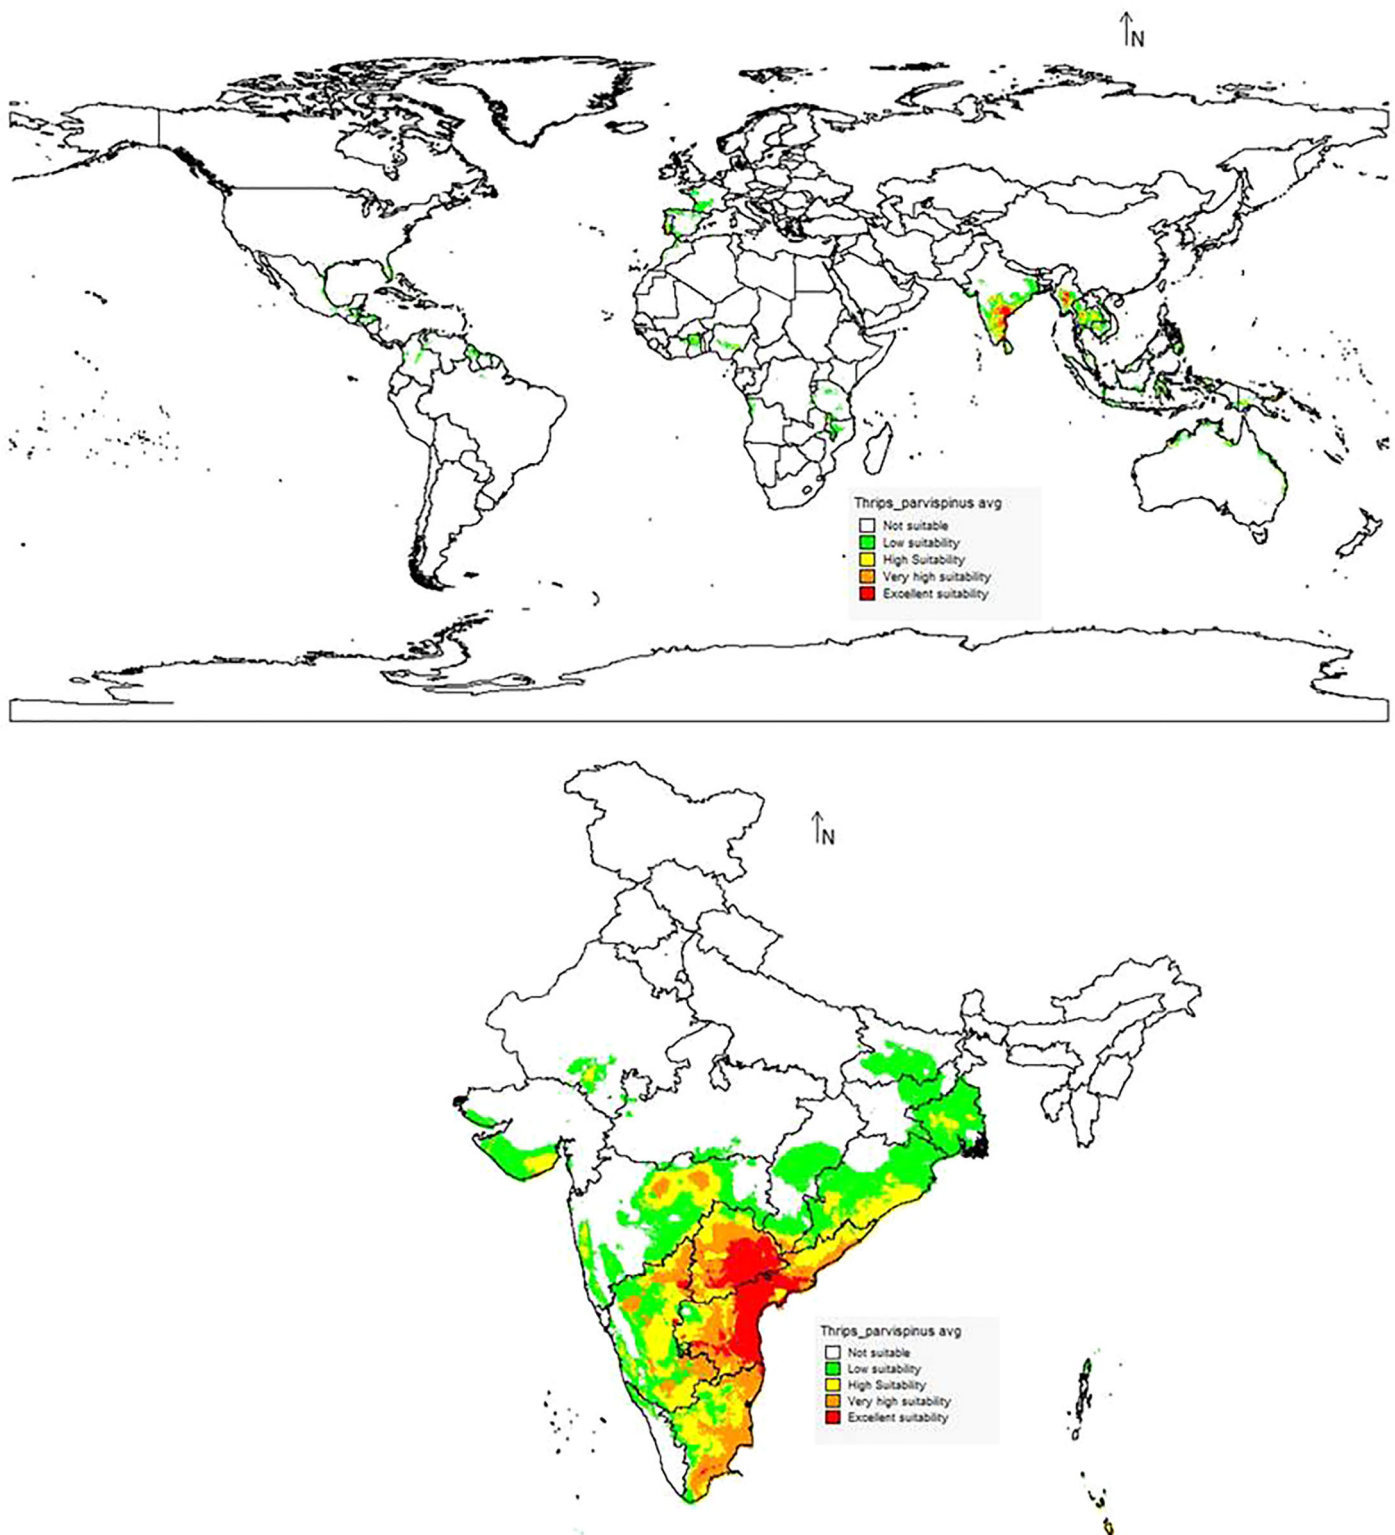 N
Thrips_parvispinus avg
Not suitable
Low suitability
High Suitability
Very high suitability
Excellent suitability
N
Thrips_parvispinus avg
Not suitable
Low suitability
High Suitability
Very high suitability
Excellent suitability